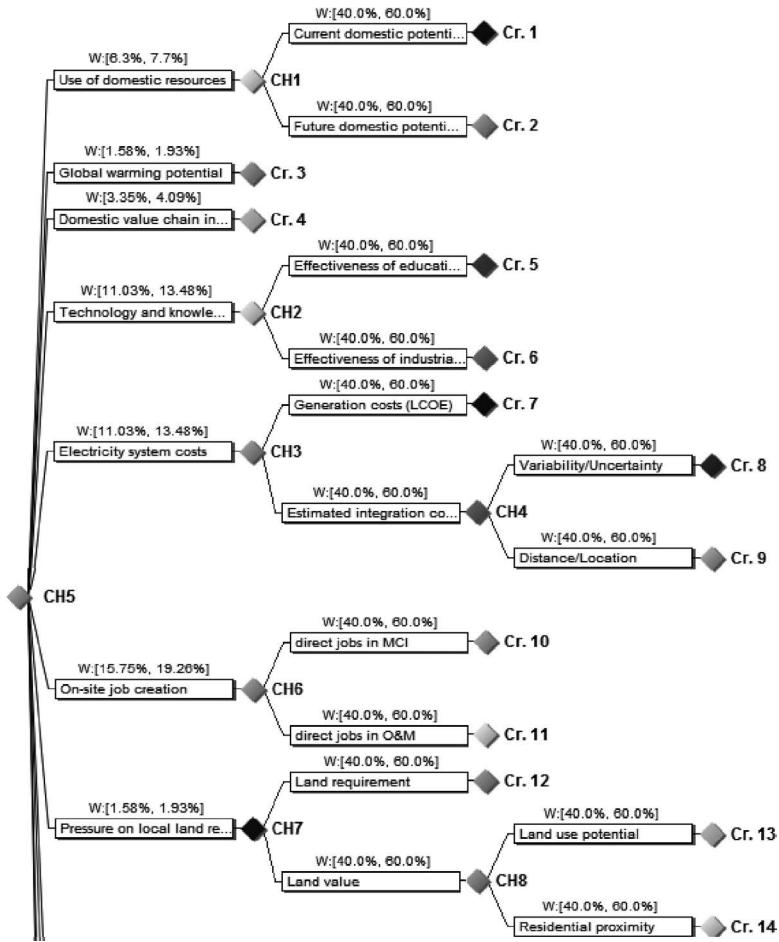 W:[40.0%, 60.0%]
Current domestic potenti... Cr. 1
W:[6.3%, 7.7%]
Use of domestic resources CH1
W:[40.0%, 60.0%]
Future domestic potenti... Cr. 2
W:[1.58%, 1.93%]
Global warming potential Cr. 3
W:[3.35%, 4.09%]
Domestic value chain in... Cr. 4
W:[40.0%, 60.0%]
Effectiveness of educati... Cr. 5
W:[11.03%, 13.48%]
Technology and knowle... CH2
W:[40.0%, 60.0%]
Effectiveness of industria... Cr. 6
W:[40.0%, 60.0%]
Generation costs (LCOE) Cr. 7
W:[11.03%, 13.48%]
Electricity system costs CH3
W:[40.0%, 60.0%]
Variability/Uncertainty Cr. 8
W:[40.0%, 60.0%]
Estimated integration co... CH4
W:[40.0%, 60.0%]
Distance/Location Cr. 9
CH5
W:[40.0%, 60.0%]
direct jobs in MCI Cr. 10
W:[15.75%, 19.26%]
On-site job creation CH6
W:[40.0%, 60.0%]
direct jobs in O&M Cr. 11
W:[40.0%, 60.0%]
Land requirement Cr. 12
W:[1.58%, 1.93%]
Pressure on local land re... CH7
W:[40.0%, 60.0%]
Land use potential Cr. 13
W:[40.0%, 60.0%]
Land value CH8
W:[40.0%, 60.0%]
Residential proximity Cr. 14